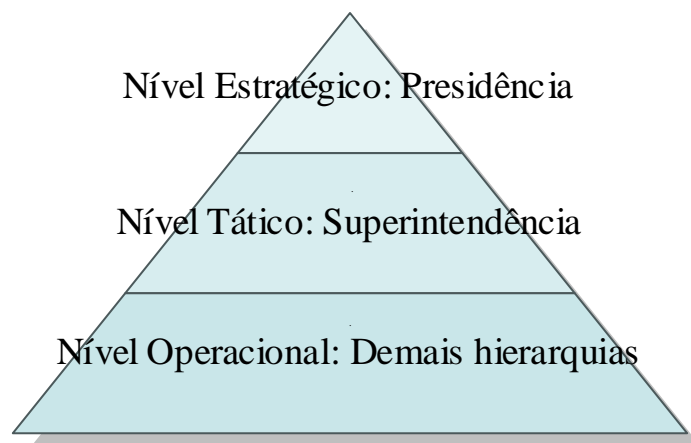 Nível Estratégico: Presidência
Nível Tático: Superintendência
Nível Operacional: Demais hierarquias